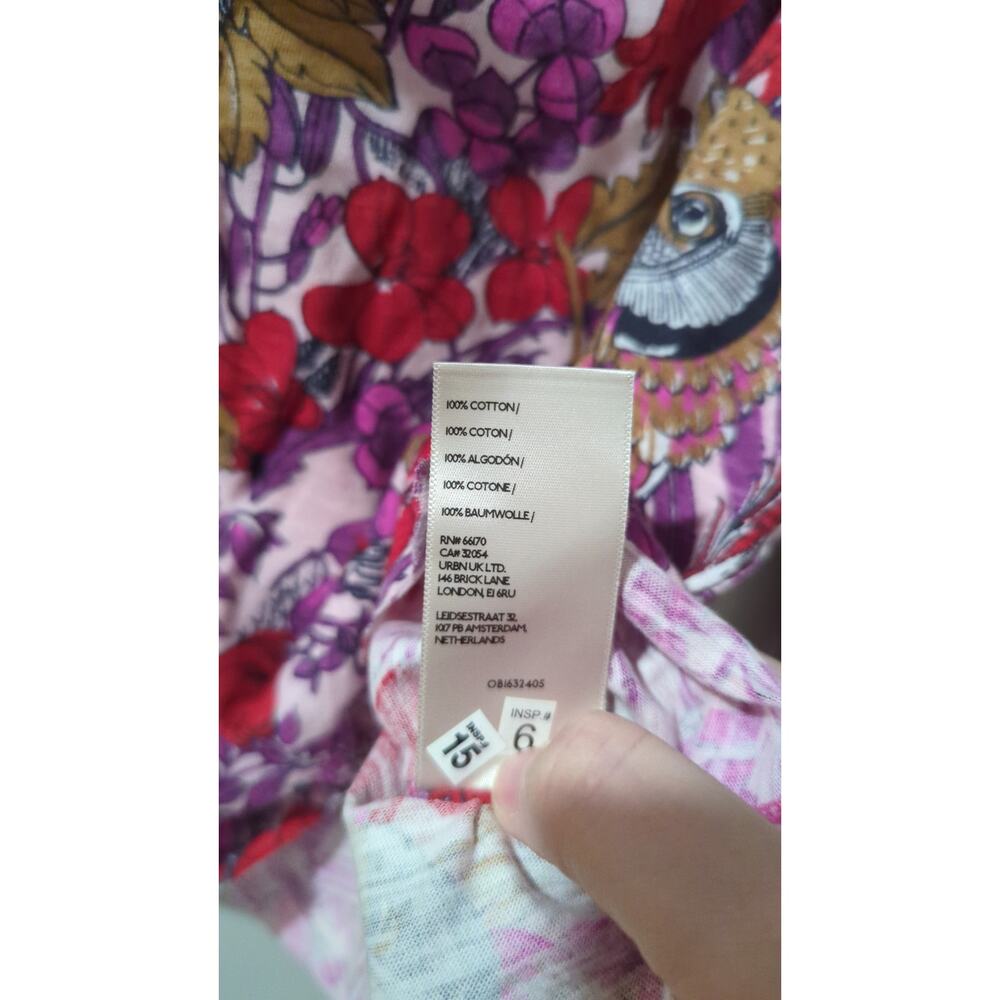 100% COTTON/
100% COTON/
100% ALGODÓN/
100% COTONE/
100% BAUMWOLLE/
RN# 66170
CA# 32054
URBN UK LTD.
146 BRICK LANE
LONDON, E1 6RU
LEIDSESTRAAT 32,
1017 PB AMSTERDAM,
NETHERLANDS
OB1632405
INSP.#
6
INSP.#
15